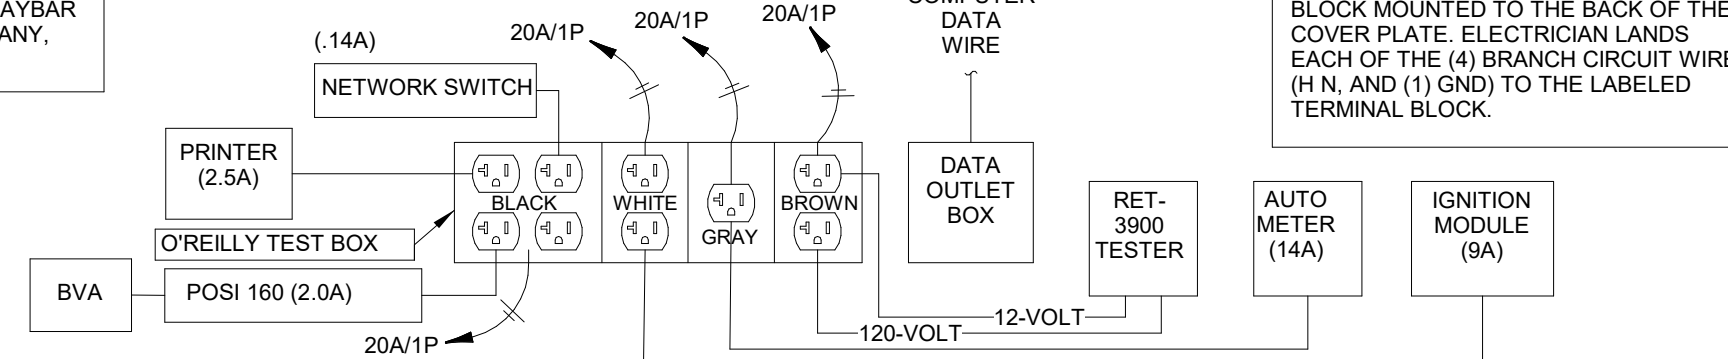 AYBAR
ANY,
(.14A)
NETWORK SWITCH
20A/1P
20A/1P
20A/1P
DATA
WIRE
BLOCK MOUNTED TO THE BACK OF THE
COVER PLATE. ELECTRICIAN LANDS
EACH OF THE (4) BRANCH CIRCUIT WIRE
(H N, AND (1) GND) TO THE LABELED
TERMINAL BLOCK.
PRINTER
(2.5A)
BLACK
WHITE
GRAY
BROWN
DATA
OUTLET
BOX
RET-
3900
TESTER
AUTO
METER
(14A)
IGNITION
MODULE
(9A)
O'REILLY TEST BOX
BVA
POSI 160 (2.0A)
20A/1P
12-VOLT
120-VOLT